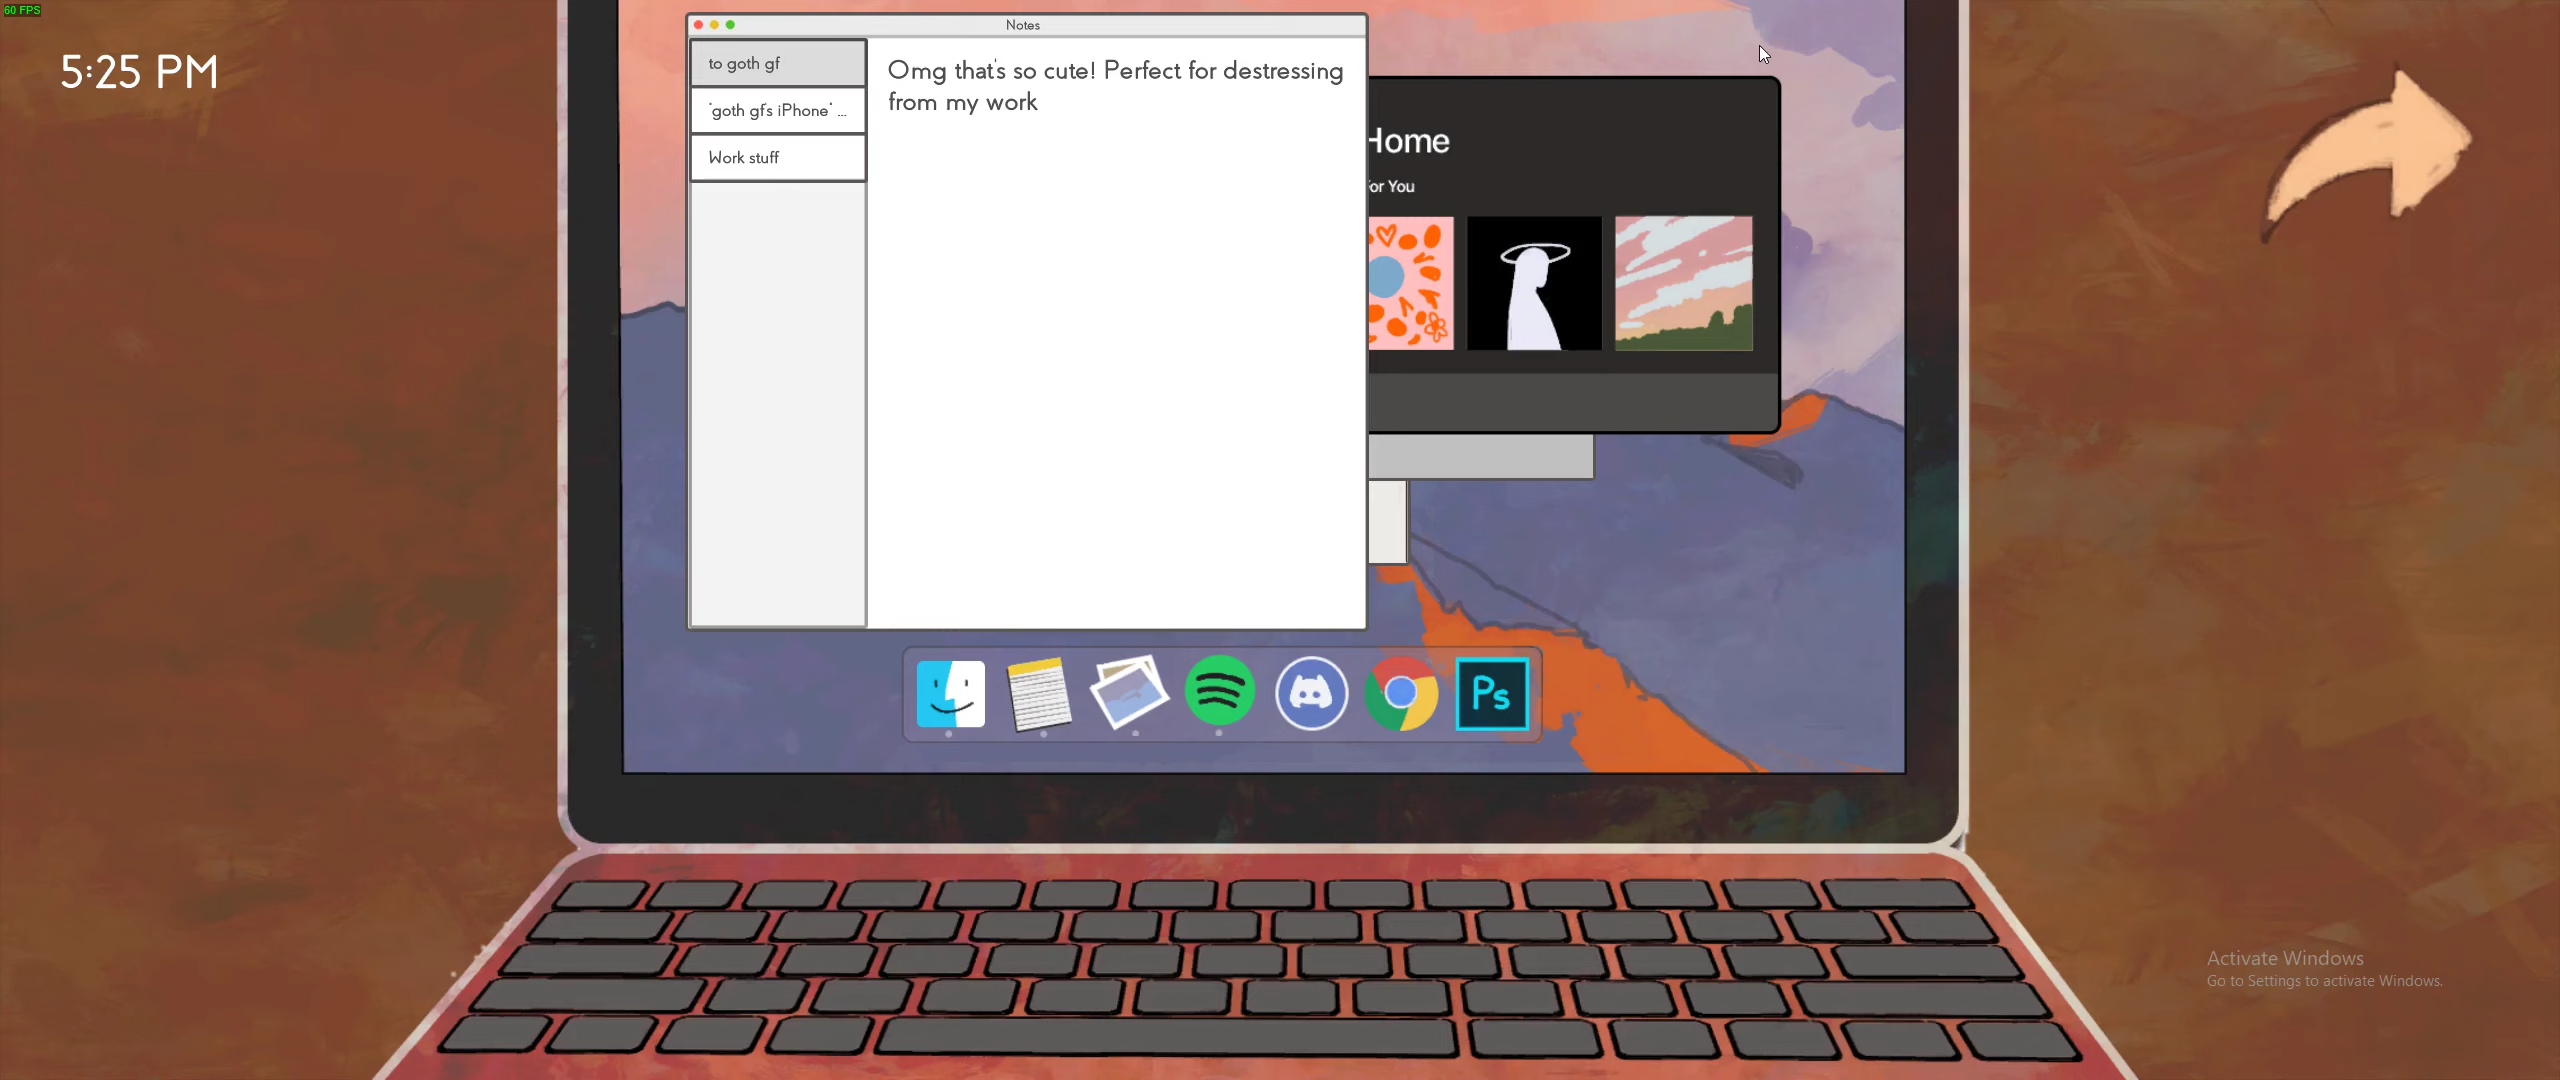 60 FPS
5:25 PM
Notes
to goth gf
"goth gf's iPhone" ...
Work stuff
Omg that's so cute! Perfect for destressing
from my work
Home
For You
Ps
Activate Windows
Go to Settings to activate Windows.